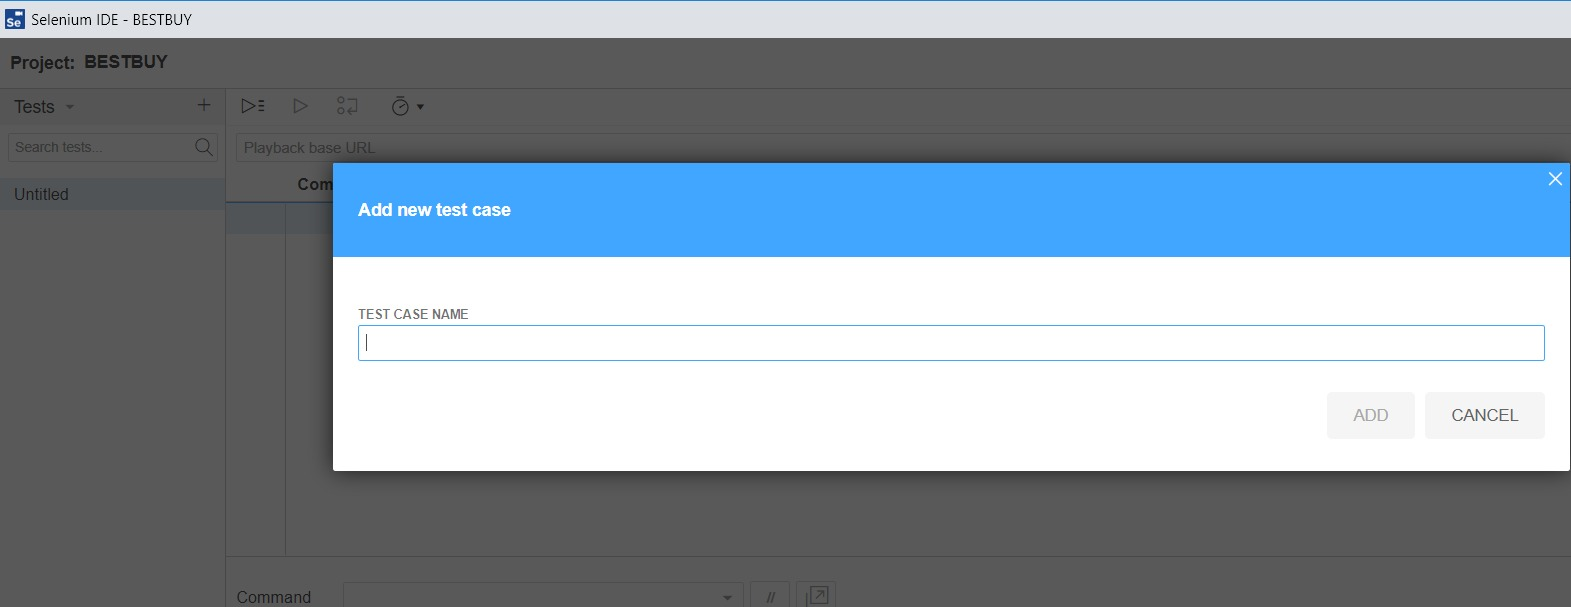 Selenium IDE - BESTBUY
Project: BESTBUY
Tests
Search tests...
Playback base URL
Untitled
Com
Add new test case
TEST CASE NAME
ADD
CANCEL
Command
//